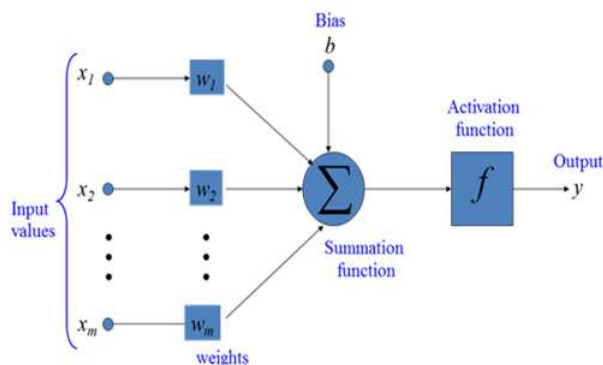 Bias
b
x1
w1
Activation
function
Input
values
x2
w2
Σ
f
Output
y
Summation
function
xm
wm
weights